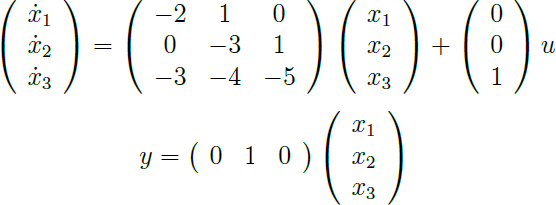 ( ẋ₁ ẋ₂ ẋ₃ ) = ( −2 1 0 0 −3 1 −3 −4 −5 ) ( x₁ x₂ x₃ ) + ( 0 0 1 ) u
y = ( 0 1 0 ) ( x₁ x₂ x₃ )